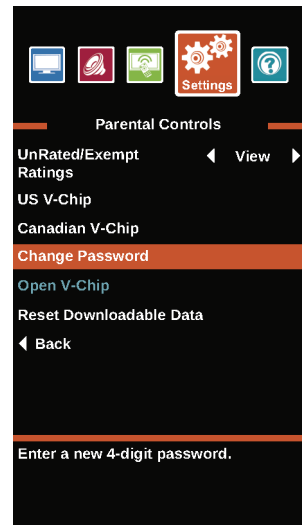 Settings
Parental Controls
UnRated/Exempt Ratings View
US V-Chip
Canadian V-Chip
Change Password
Open V-Chip
Reset Downloadable Data
Back
Enter a new 4-digit password.